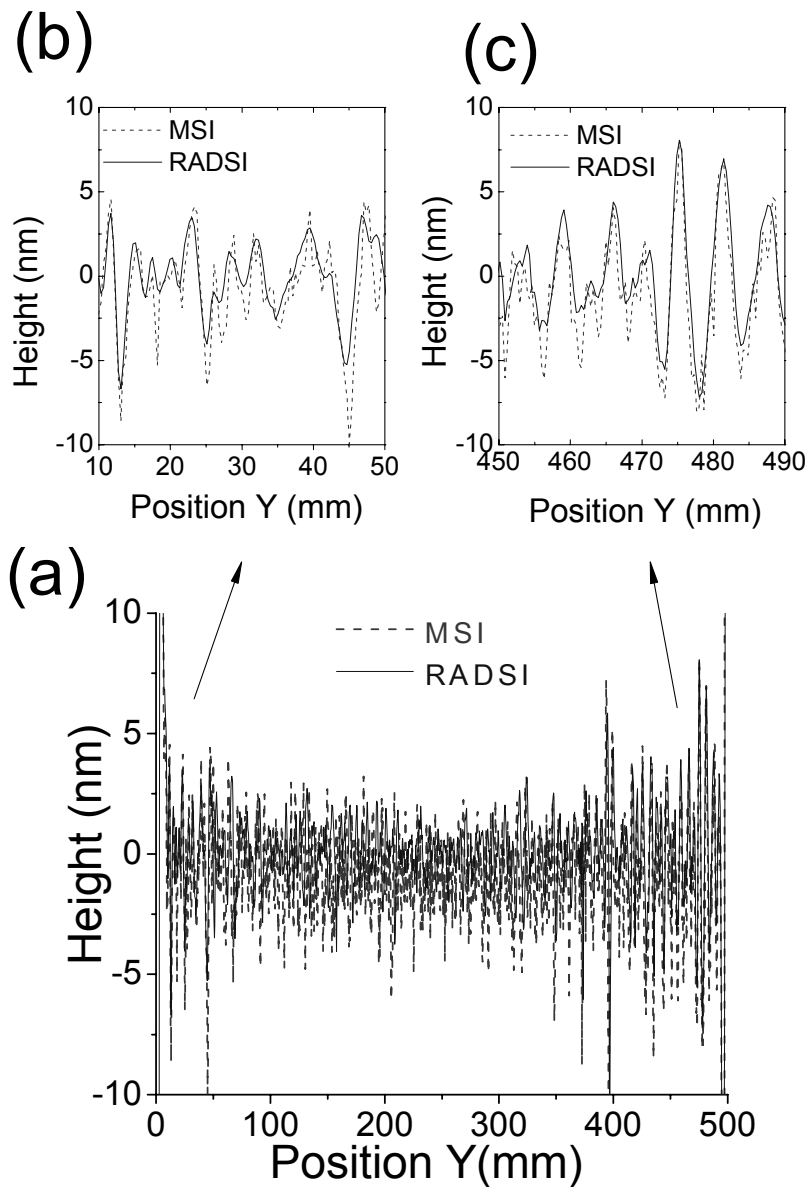 (b)
(c)
10
5
0
-5
-10
Height (nm)
MSI
RADSI
10 20 30 40 50
Position Y (mm)
10
5
0
-5
-10
Height (nm)
MSI
RADSI
450 460 470 480 490
Position Y (mm)
(a)
10
5
0
-5
-10
Height (nm)
MSI
RADSI
0 100 200 300 400 500
Position Y(mm)